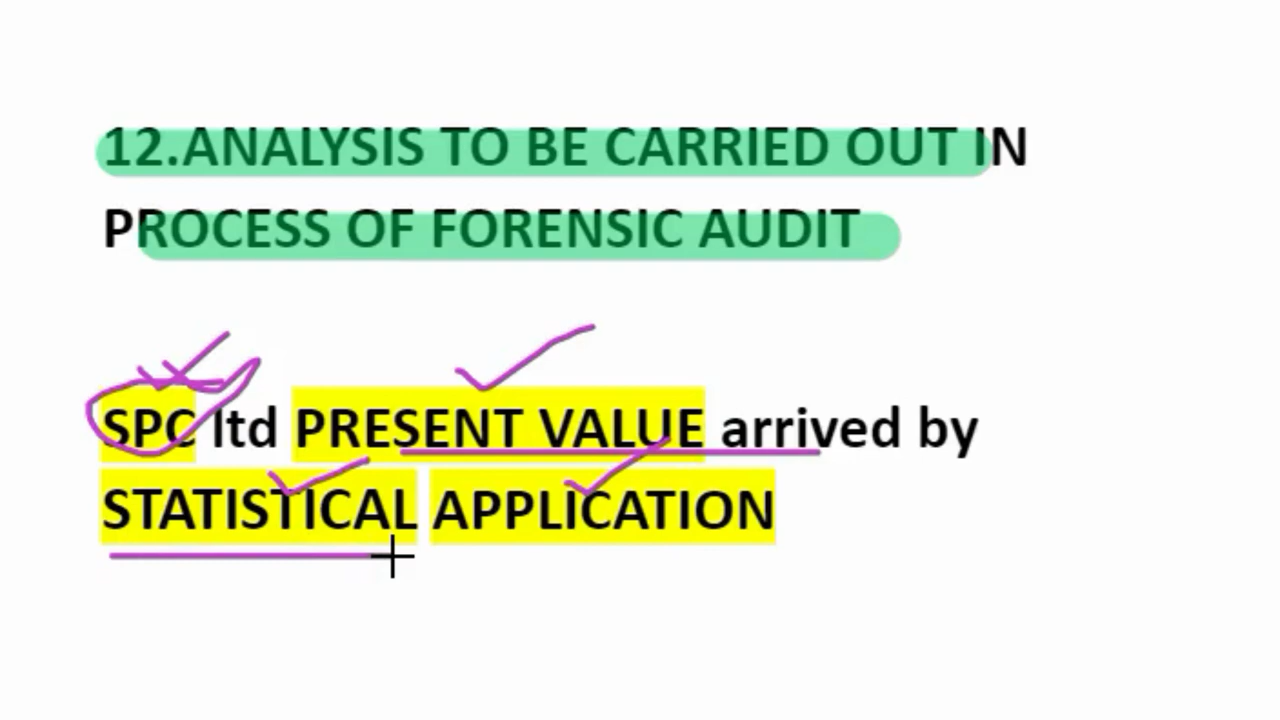 12.ANALYSIS TO BE CARRIED OUT IN
PROCESS OF FORENSIC AUDIT
SPC ltd PRESENT VALUE arrived by
STATISTICAL APPLICATION